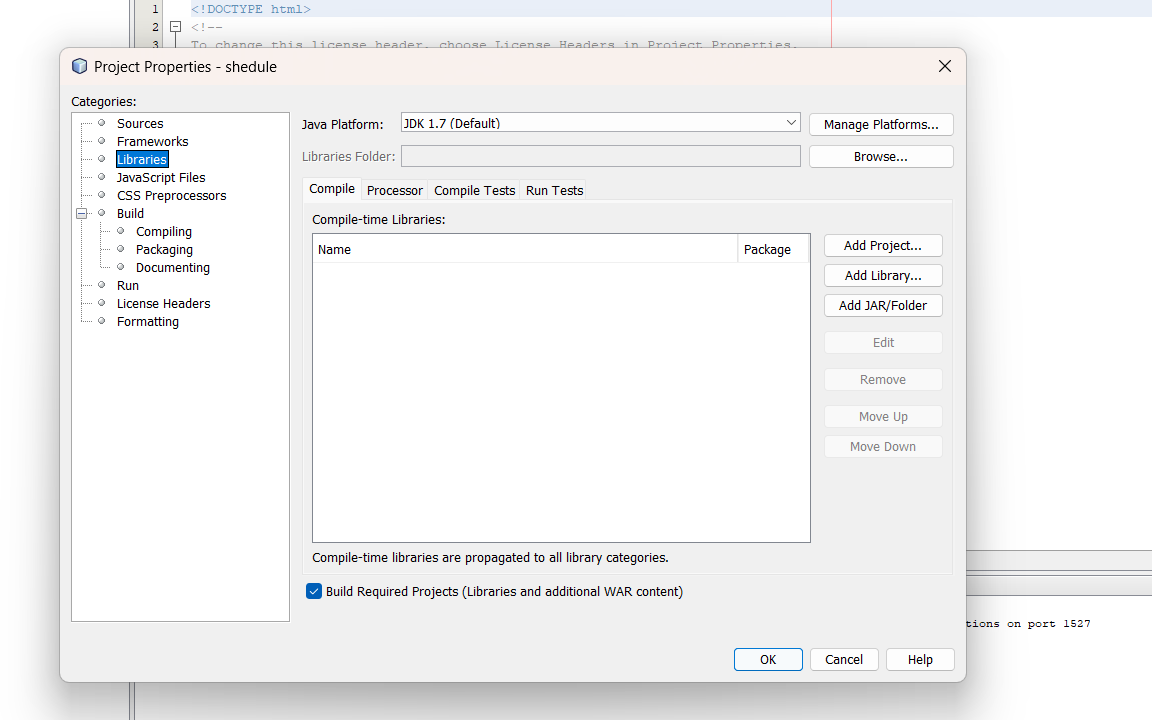 1 <!DOCTYPE html>
2 <!--
3 To change this license header, choose License Headers in Project Properties.
Project Properties - shedule
Categories:
Sources
Frameworks
Libraries
JavaScript Files
CSS Preprocessors
Build
Compiling
Packaging
Documenting
Run
License Headers
Formatting
Java Platform: JDK 1.7 (Default) Manage Platforms...
Libraries Folder: Browse...
Compile Processor Compile Tests Run Tests
Compile-time Libraries:
Name Package
Add Project...
Add Library...
Add JAR/Folder
Edit
Remove
Move Up
Move Down
Compile-time libraries are propagated to all library categories.
Build Required Projects (Libraries and additional WAR content)
OK Cancel Help
tions on port 1527